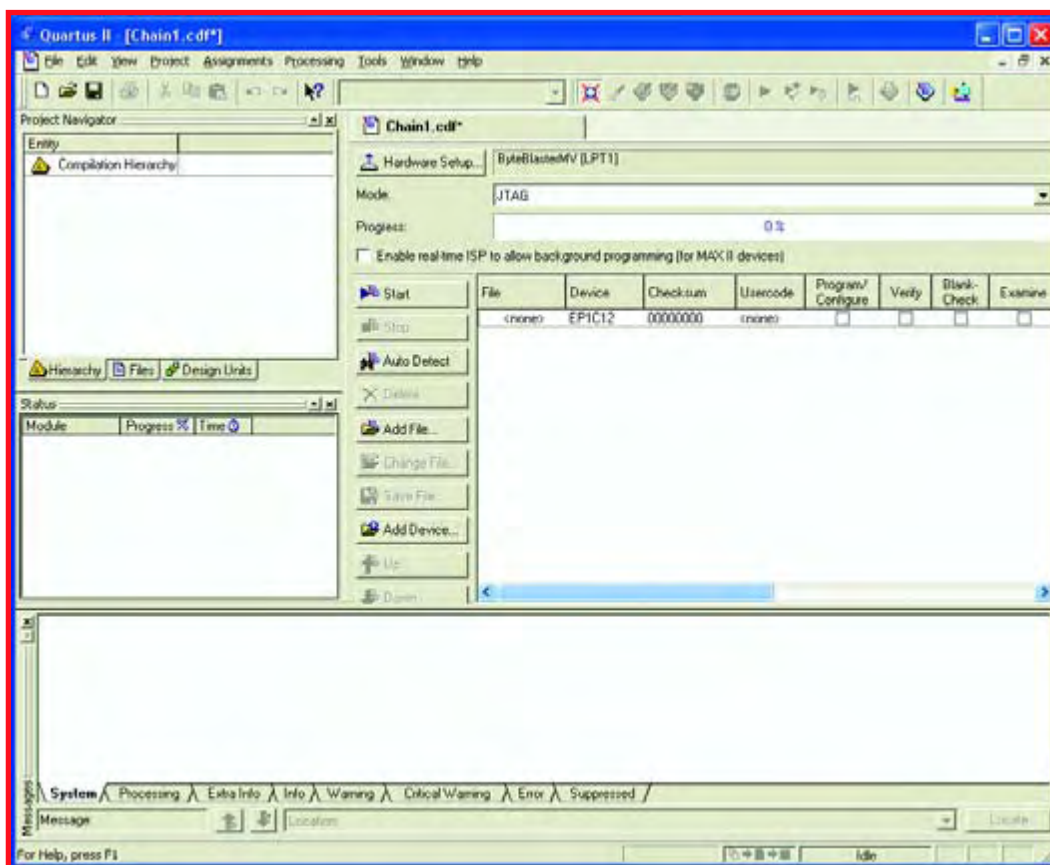 Quartus II - [Chain1.cdf*]
File Edit View Project Assignments Processing Tools Window Help
Project Navigator
Entity
Compilation Hierarchy
Hierarchy Files Design Units
Status
Module Progress % Time
Chain1.cdf*
Hardware Setup... ByteBlasterMV [LPT1]
Mode: JTAG
Progress: 0 %
Enable real-time ISP to allow background programming (for MAX II devices)
Start
Stop
Auto Detect
Delete
Add File...
Change File...
Save File
Add Device...
Up
Down
File Device Checksum Usercode Program/ Configure Verify Blank- Check Examine
<none> EP1C12 00000000 <none>
Messages
System Processing Extra Info Info Warning Critical Warning Error Suppressed
Message Location Locate
For Help, press F1 Idle